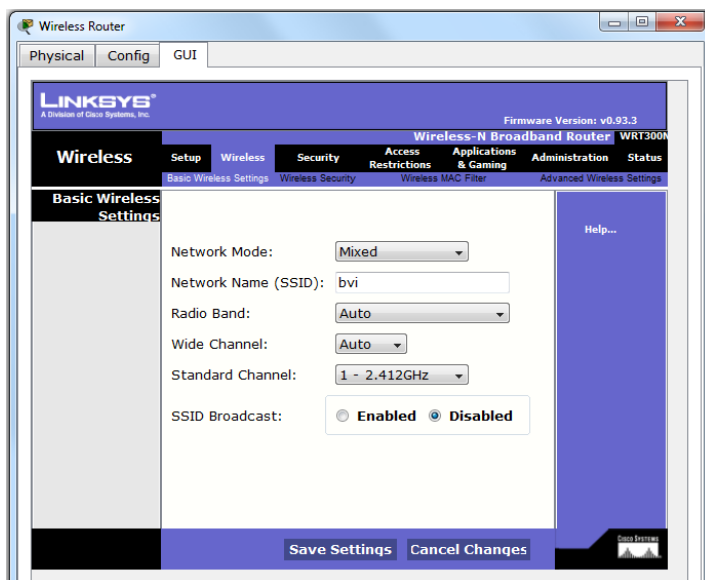 Wireless Router
Physical Config GUI
LINKSYS®
A Division of Cisco Systems, Inc.
Firmware Version: v0.93.3
Wireless-N Broadband Router WRT300N
Wireless
Setup Wireless Security Access Restrictions Applications & Gaming Administration Status
Basic Wireless Settings Wireless Security Wireless MAC Filter Advanced Wireless Settings
Basic Wireless
Settings
Help...
Network Mode: Mixed
Network Name (SSID): bvi
Radio Band: Auto
Wide Channel: Auto
Standard Channel: 1 - 2.412GHz
SSID Broadcast: Enabled Disabled
Save Settings Cancel Changes
Cisco Systems